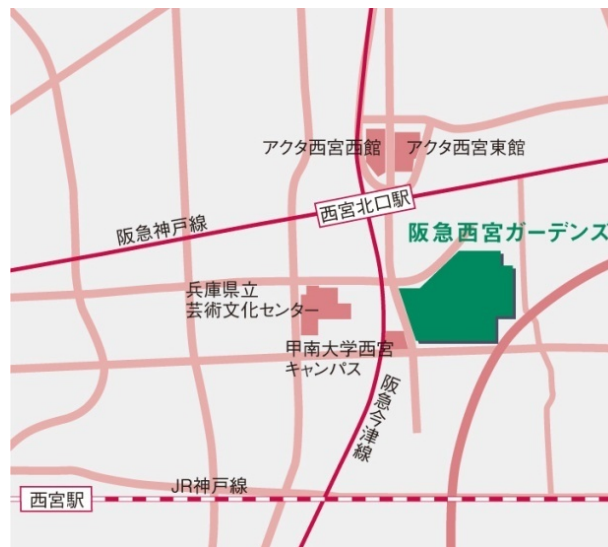 アクタ西宮西館
アクタ西宮東館
西宮北口駅
阪急神戸線
阪急西宮ガーデンズ
兵庫県立
芸術文化センター
甲南大学西宮
キャンパス
阪急今津線
JR神戸線
西宮駅